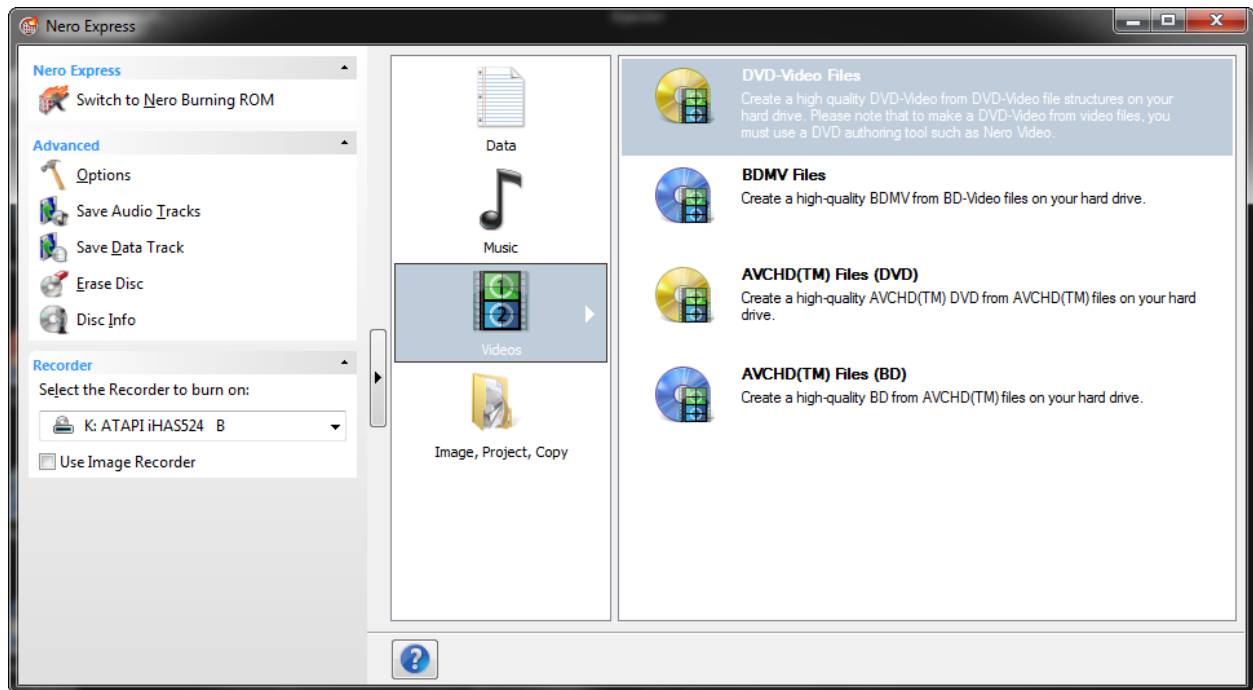 Nero Express
Nero Express
Switch to Nero Burning ROM
Advanced
Options
Save Audio Tracks
Save Data Track
Erase Disc
Disc Info
Recorder
Select the Recorder to burn on:
K: ATAPI iHAS524 B
Use Image Recorder
Data
Music
1
2
Videos
Image, Project, Copy
DVD-Video Files
Create a high quality DVD-Video from DVD-Video file structures on your
hard drive. Please note that to make a DVD-Video from video files, you
must use a DVD authoring tool such as Nero Video.
BDMV Files
Create a high-quality BDMV from BD-Video files on your hard drive.
AVCHD(TM) Files (DVD)
Create a high-quality AVCHD(TM) DVD from AVCHD(TM) files on your hard
drive.
AVCHD(TM) Files (BD)
Create a high-quality BD from AVCHD(TM) files on your hard drive.
?